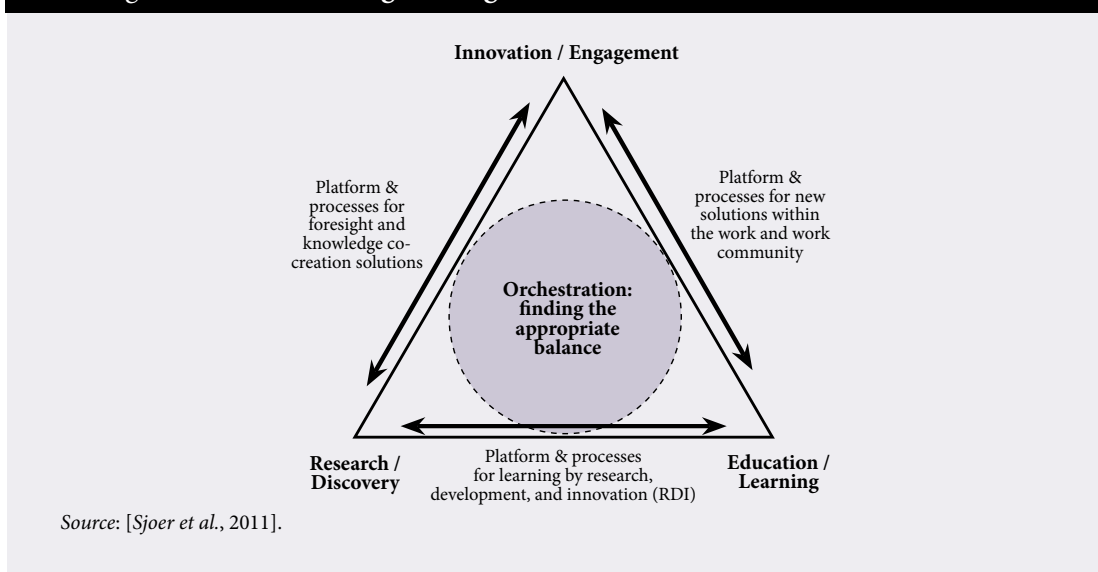 Innovation / Engagement
Platform &
processes for
foresight and
knowledge co-
creation solutions
Platform &
processes for new
solutions within
the work and work
community
Orchestration:
finding the
appropriate
balance
Research /
Discovery
Platform & processes
for learning by research,
development, and innovation (RDI)
Education /
Learning
Source: [Sjoer et al., 2011].